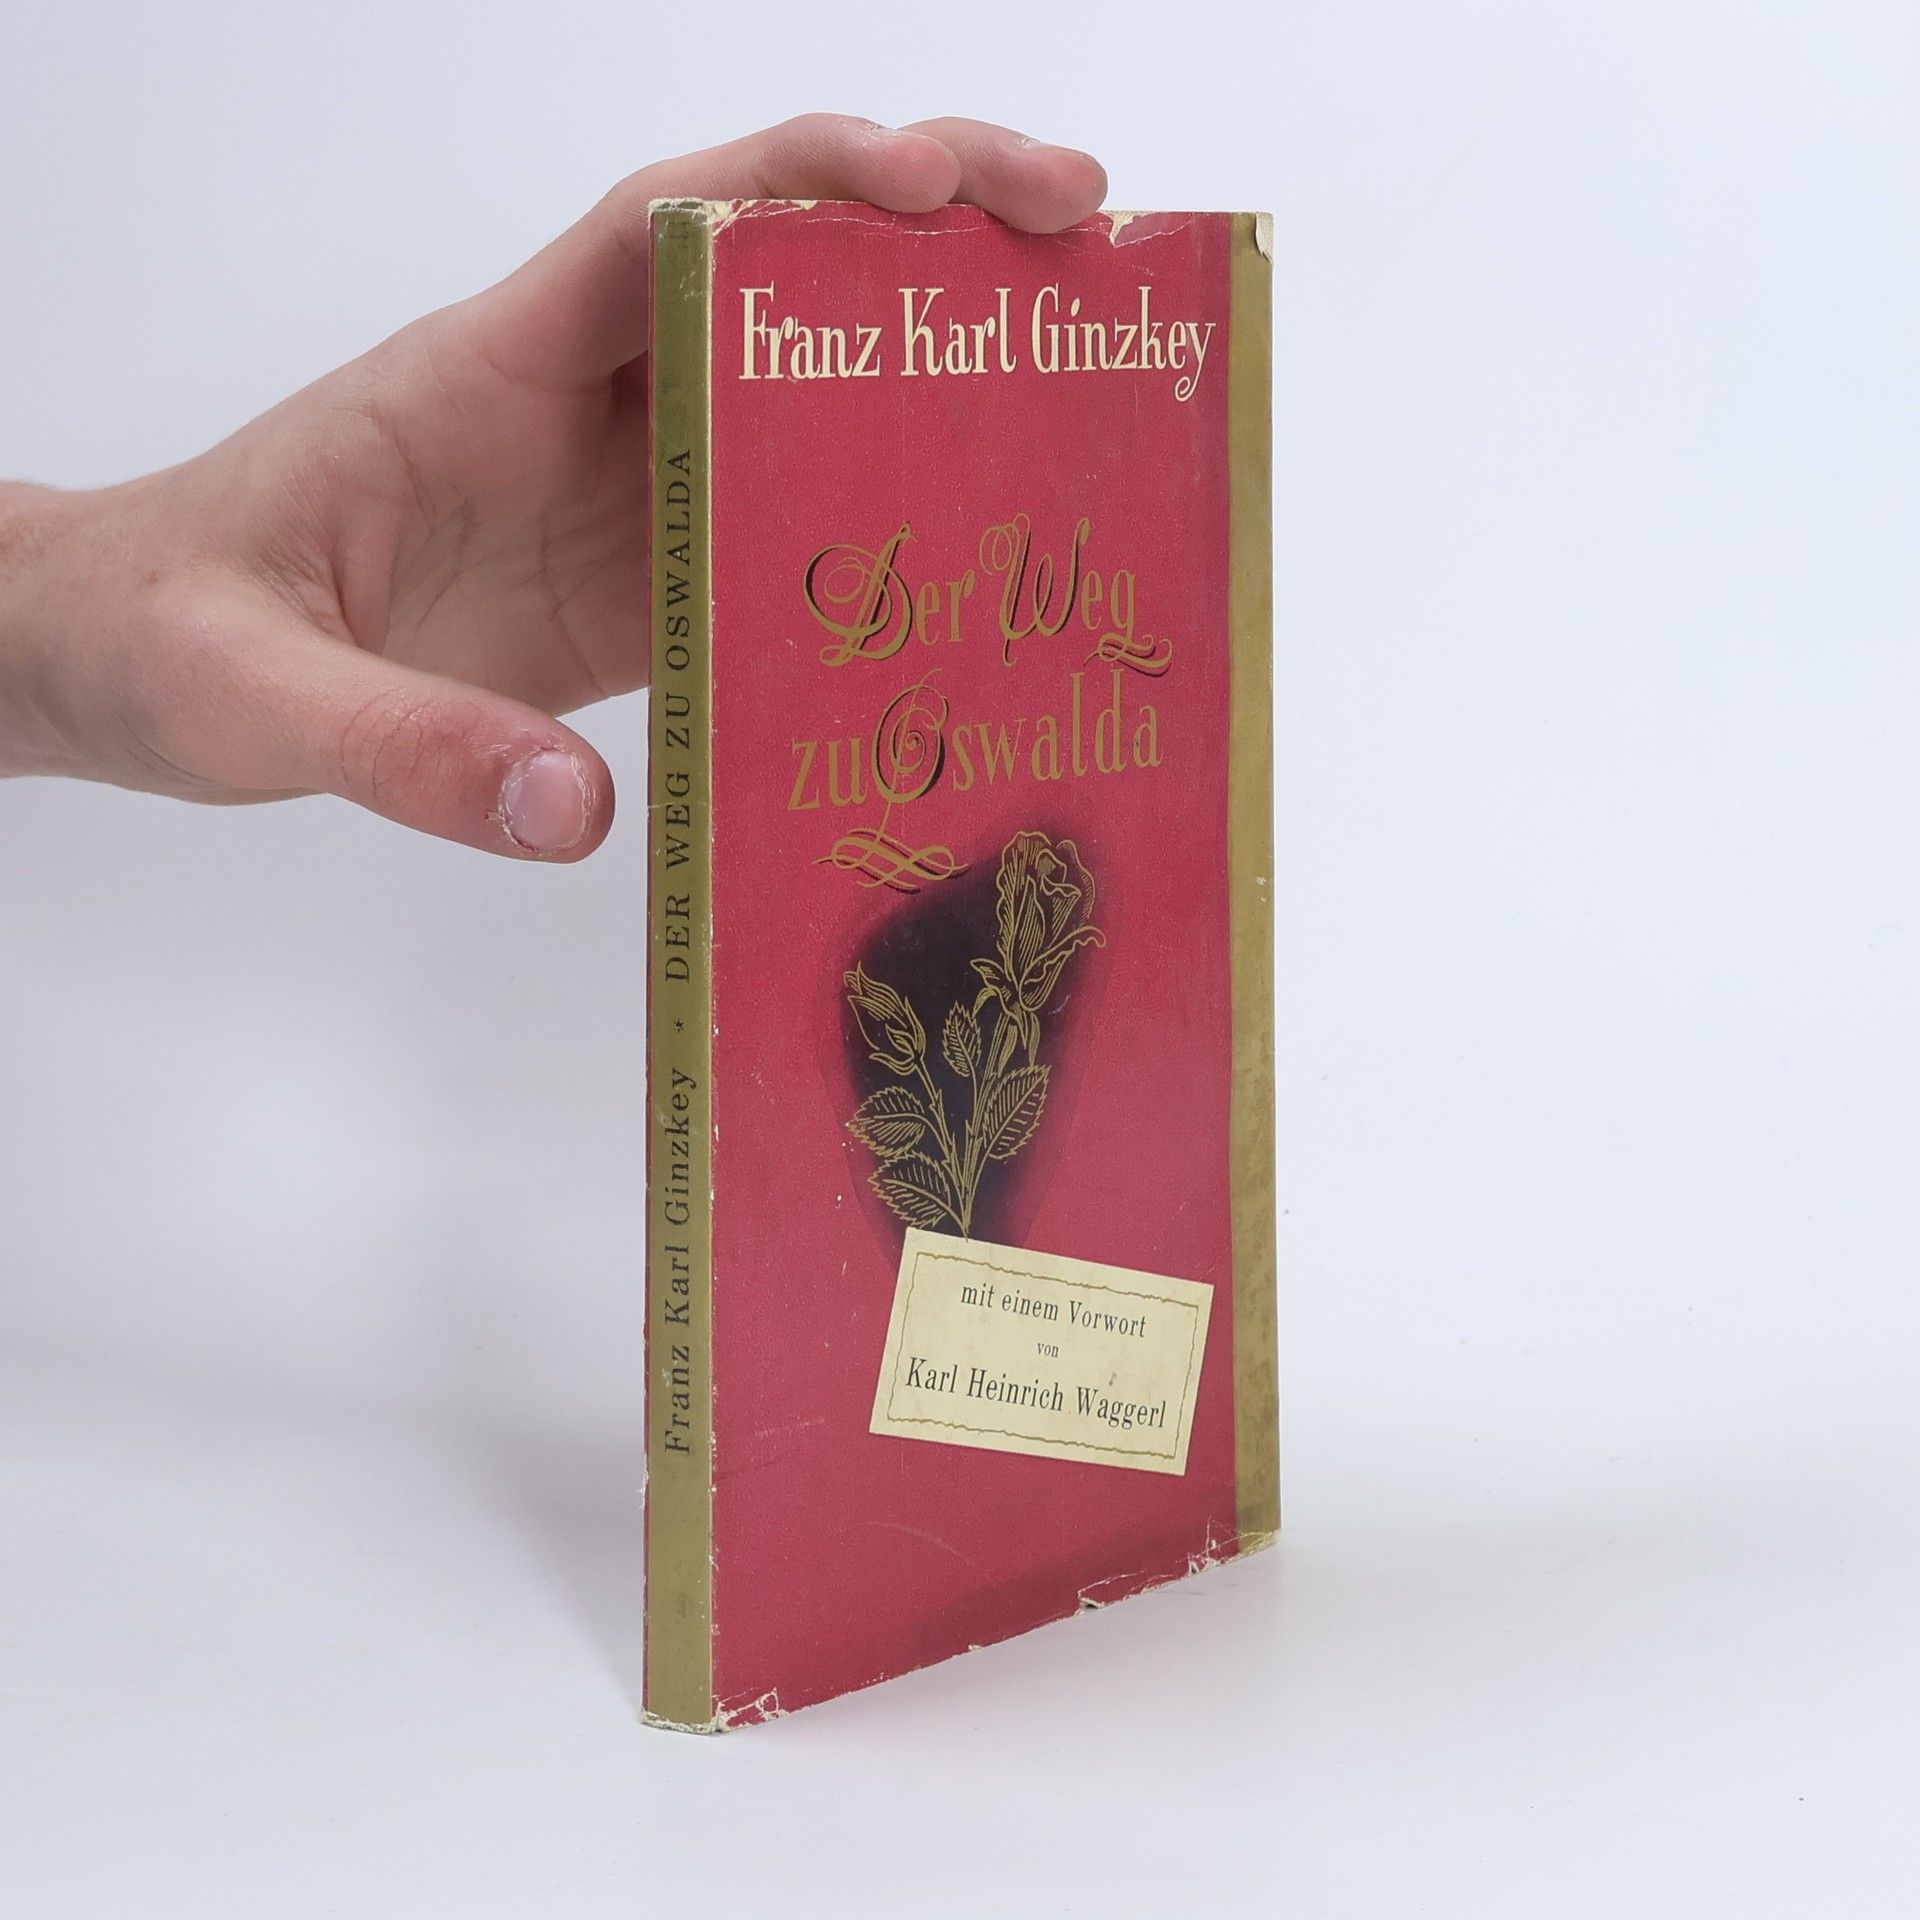 Franz Karl Ginzkey
Der Weg
zu Oswalda
mit einem Vorwort
von
Karl Heinrich Waggerl
Franz Karl Ginzkey * DER WEG ZU OSWALDA